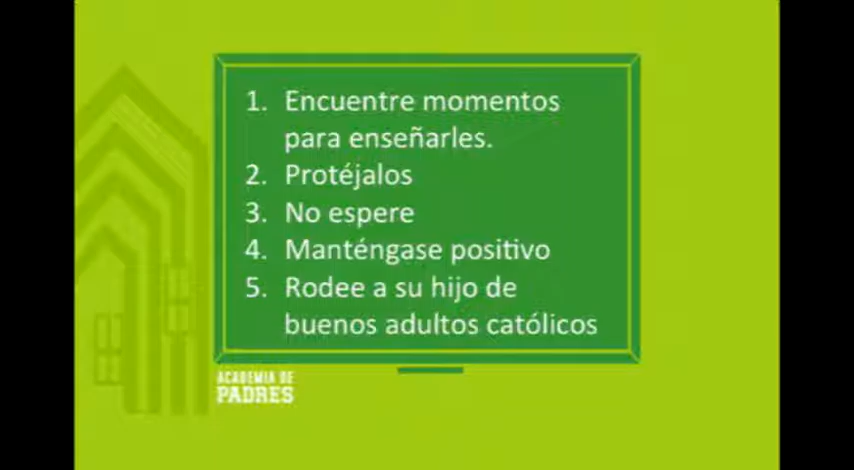 1. Encuentre momentos
para enseñarles.
2. Protéjalos
3. No espere
4. Manténgase positivo
5. Rodee a su hijo de
buenos adultos católicos
ACADEMIA DE
PADRES